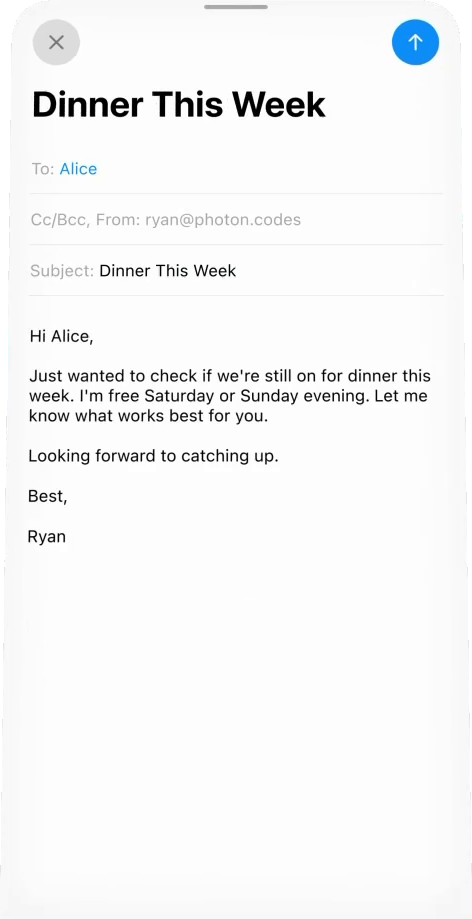 Dinner This Week
To: Alice
Cc/Bcc, From: ryan@photon.codes
Subject: Dinner This Week
Hi Alice,
Just wanted to check if we're still on for dinner this
week. I'm free Saturday or Sunday evening. Let me
know what works best for you.
Looking forward to catching up.
Best,
Ryan